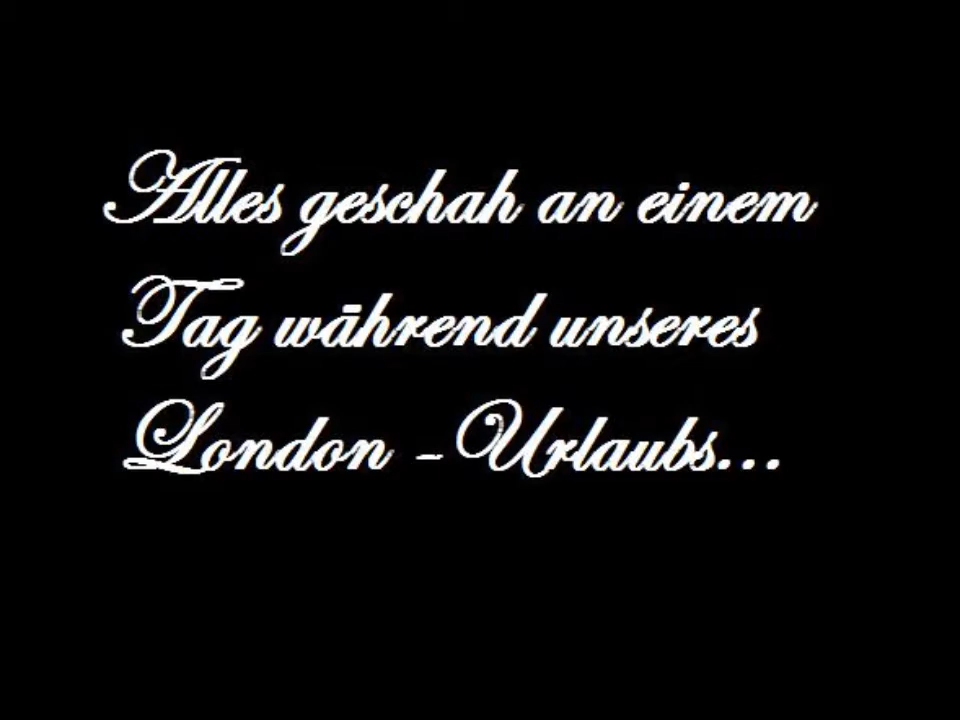 Alles geschah an einem
Tag während unseres
London -Urlaubs...